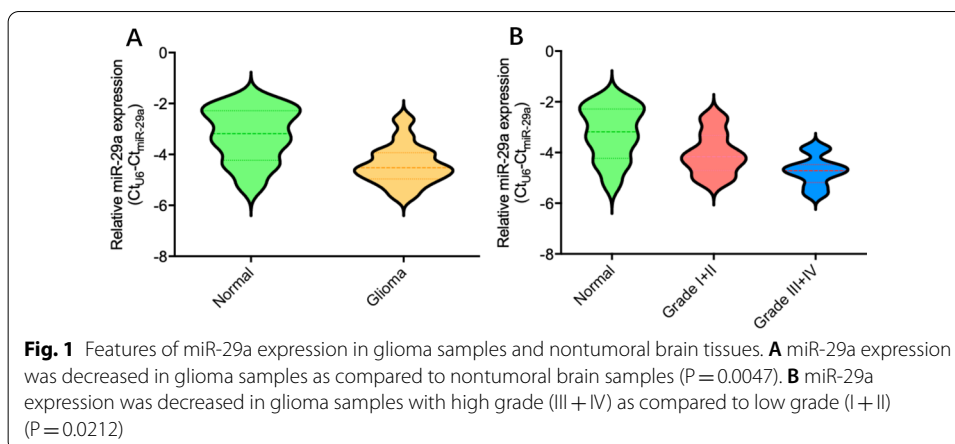 A
Relative miR-29a expression
(CtU6-CtmiR-29a)
0
-2
-4
-6
-8
Normal
Glioma
B
Relative miR-29a expression
(CtU6-CtmiR-29a)
0
-2
-4
-6
-8
Normal
Grade I+II
Grade III+IV
Fig. 1 Features of miR-29a expression in glioma samples and nontumoral brain tissues. A miR-29a expression
was decreased in glioma samples as compared to nontumoral brain samples (P = 0.0047). B miR-29a
expression was decreased in glioma samples with high grade (III + IV) as compared to low grade (I + II)
(P = 0.0212)